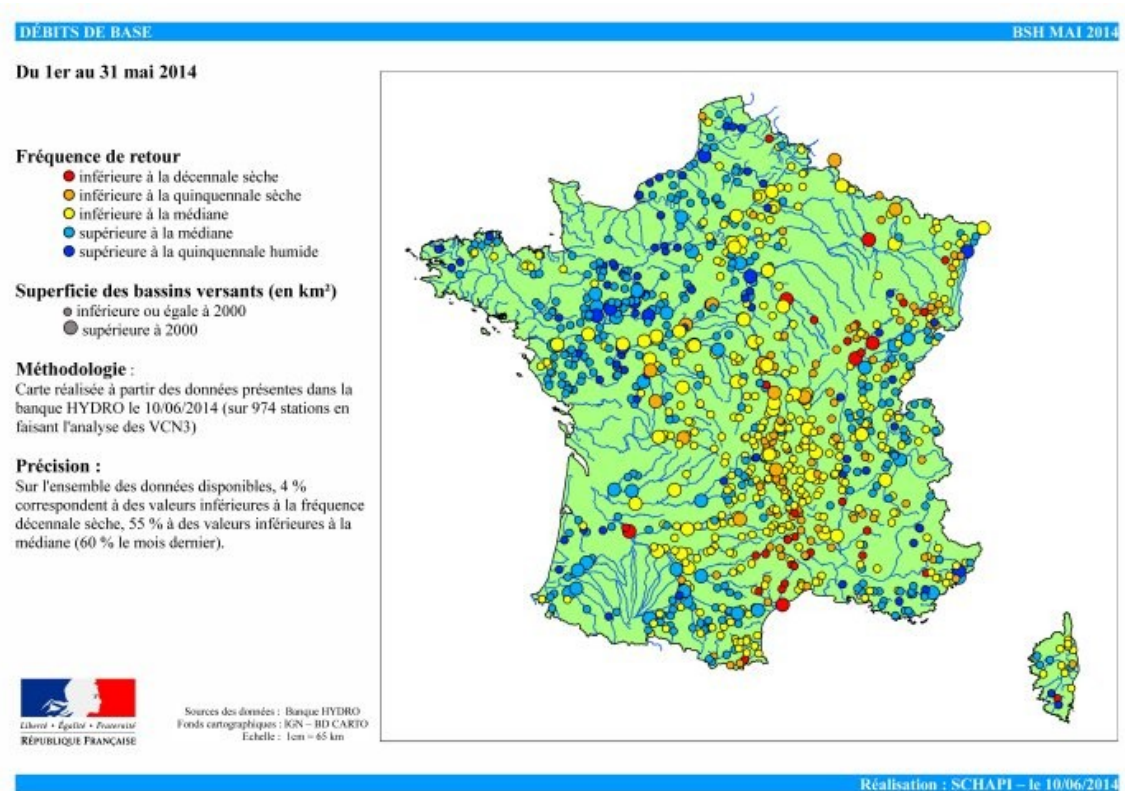 DÉBITS DE BASE
BSH MAI 2014
Du 1er au 31 mai 2014
Fréquence de retour
inférieure à la décennale sèche
inférieure à la quinquennale sèche
inférieure à la médiane
supérieure à la médiane
supérieure à la quinquennale humide
Superficie des bassins versants (en km²)
inférieure ou égale à 2000
supérieure à 2000
Méthodologie :
Carte réalisée à partir des données présentes dans la
banque HYDRO le 10/06/2014 (sur 974 stations en
faisant l'analyse des VCN3)
Précision :
Sur l'ensemble des données disponibles, 4 %
correspondent à des valeurs inférieures à la fréquence
décennale sèche, 55 % à des valeurs inférieures à la
médiane (60 % le mois dernier).
Liberté • Égalité • Fraternité
RÉPUBLIQUE FRANÇAISE
Sources des données : Banque HYDRO
Fonds cartographiques : IGN – BD CARTO
Echelle : 1cm = 65 km
Réalisation : SCHAPI – le 10/06/2014